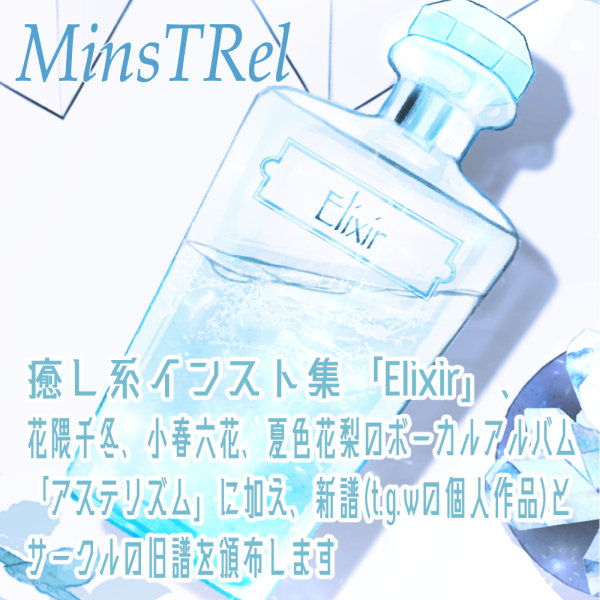 MinsTRel
Elixir
癒し系インスト集「Elixir」、
花隈千冬、小春六花、夏色花梨のボーカルアルバム
「アステリズム」に加え、新譜(t.g.wの個人作品)と
サークルの旧譜を頒布します